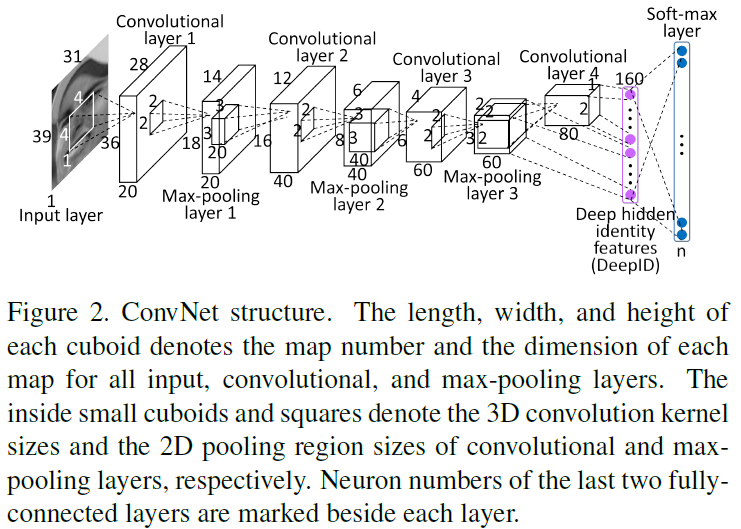 Soft-max
layer
Convolutional
layer 1
Convolutional
layer 2
Convolutional
layer 3
Convolutional
layer 4
31
39
4
4
1
1
Input layer
28
36
2
2
20
14
18
3
3
20
20
Max-pooling
layer 1
12
16
2
2
40
6
8
3
3
40
40
Max-pooling
layer 2
4
6
2
2
60
2
3
2
2
60
Max-pooling
layer 3
1
2
80
160
Deep hidden
identity
features
(DeepID)
n
Figure 2. ConvNet structure. The length, width, and height of
each cuboid denotes the map number and the dimension of each
map for all input, convolutional, and max-pooling layers. The
inside small cuboids and squares denote the 3D convolution kernel
sizes and the 2D pooling region sizes of convolutional and max-
pooling layers, respectively. Neuron numbers of the last two fully-
connected layers are marked beside each layer.